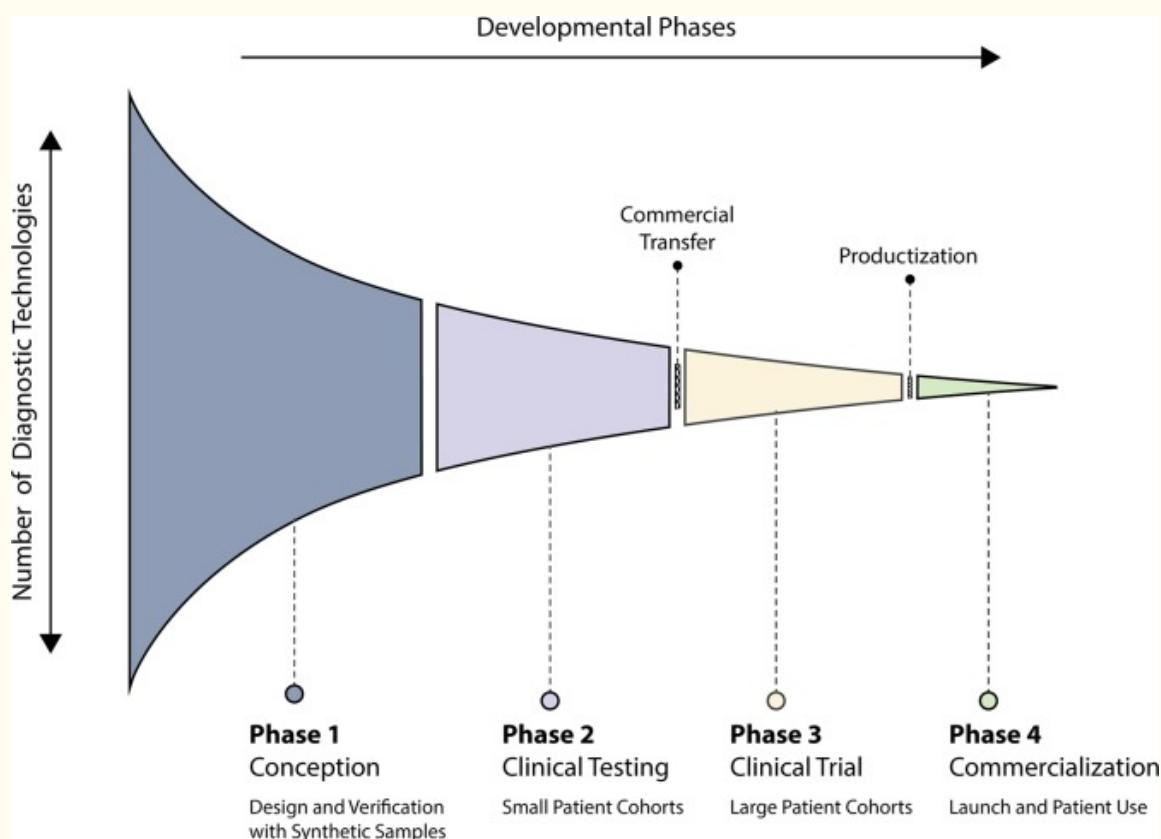 Developmental Phases
Number of Diagnostic Technologies
Commercial
Transfer
Productization
Phase 1
Conception
Design and Verification
with Synthetic Samples
Phase 2
Clinical Testing
Small Patient Cohorts
Phase 3
Clinical Trial
Large Patient Cohorts
Phase 4
Commercialization
Launch and Patient Use